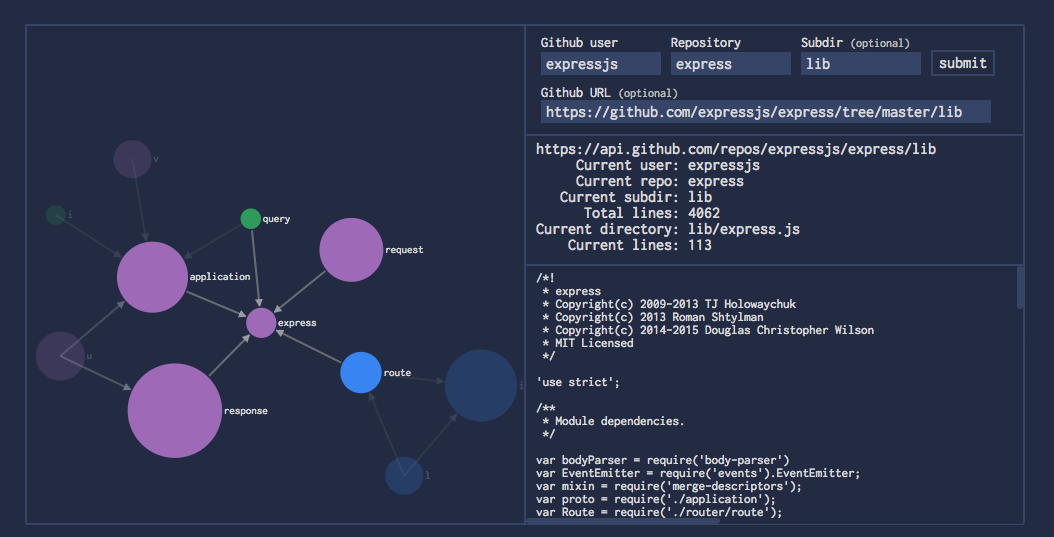 Github user Repository Subdir (optional)
expressjs express lib submit
Github URL (optional)
https://github.com/expressjs/express/tree/master/lib
https://api.github.com/repos/expressjs/express/lib
Current user: expressjs
Current repo: express
Current subdir: lib
Total lines: 4062
Current directory: lib/express.js
Current lines: 113
/*!
* express
* Copyright(c) 2009-2013 TJ Holowaychuk
* Copyright(c) 2013 Roman Shtylman
* Copyright(c) 2014-2015 Douglas Christopher Wilson
* MIT Licensed
*/
'use strict';
/**
* Module dependencies.
*/
var bodyParser = require('body-parser')
var EventEmitter = require('events').EventEmitter;
var mixin = require('merge-descriptors');
var proto = require('./application');
var Route = require('./router/route');
v
i
query
request
application
express
u
route
i
response
l